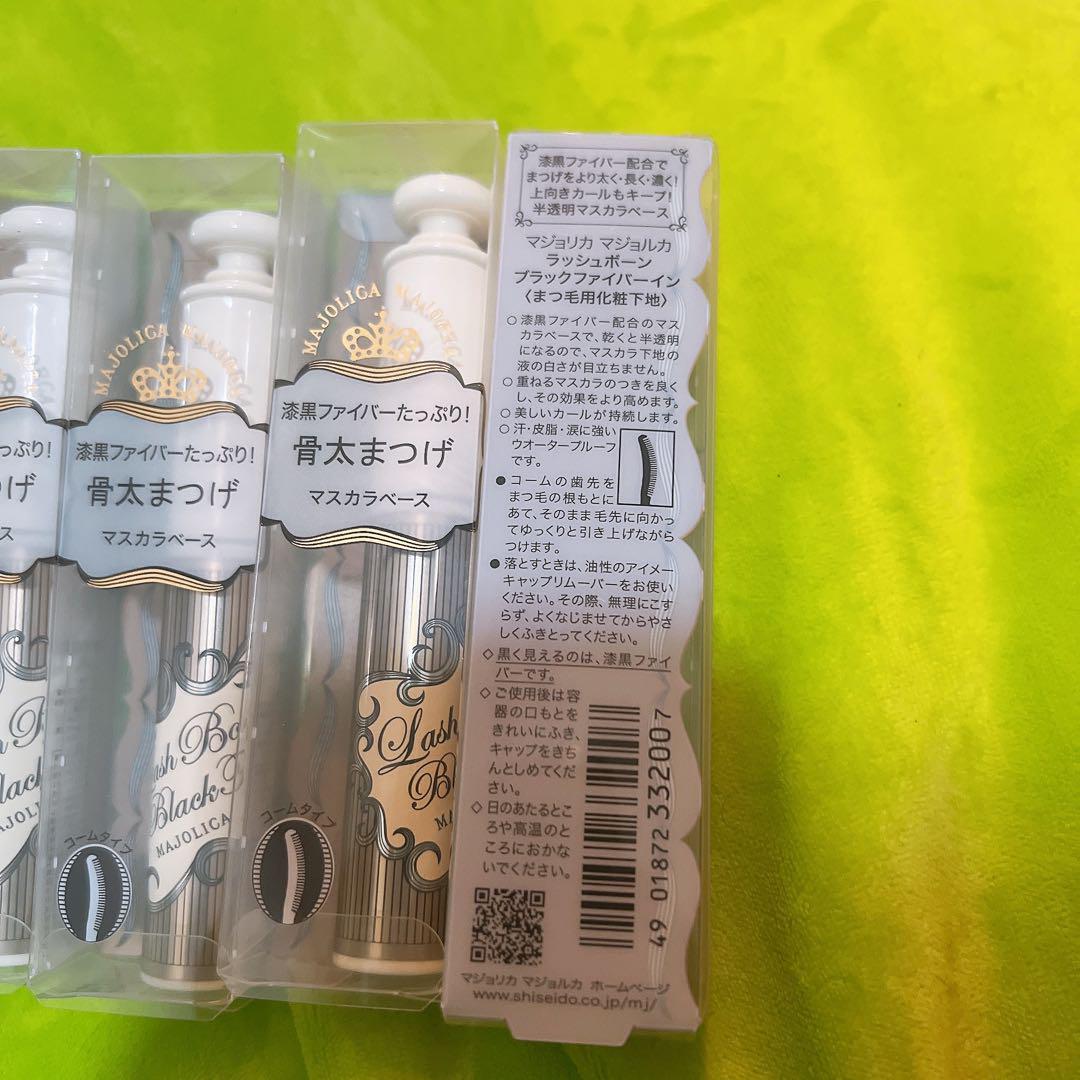 漆黒ファイバー配合で
まつげをより太く・長く・濃く!
上向きカールもキープ!
半透明マスカラベース
マジョリカ マジョルカ
ラッシュボーン
ブラックファイバーイン
〈まつ毛用化粧下地〉
○漆黒ファイバー配合のマス
カラベースで、乾くと半透明
になるので、マスカラ下地の
液の白さが目立ちません。
○重ねるマスカラのつきを良く
し、その効果をより高めます。
○美しいカールが持続します。
○汗・皮脂・涙に強い
ウオータープルーフ
です。
●コームの歯先を
まつ毛の根もとに
あて、そのまま毛先に向かっ
てゆっくりと引き上げながら
つけます。
●落とすときは、油性のアイメー
キャップリムーバーをお使い
ください。その際、無理にこす
らず、よくなじませてからやさ
しくふきとってください。
◇黒く見えるのは、漆黒ファイ
バーです。
◇ご使用後は容
器の口もとを
きれいにふき、
キャップをきち
んとしめてくだ
さい。
◇日のあたるとこ
ろや高温のと
ころにおかな
いでください。
49 01872 332007
マジョリカ マジョルカ ホームページ
www.shiseido.co.jp/mj/
MAJOLICA
漆黒ファイバーたっぷり!
骨太まつげ
マスカラベース
Lash
コームタイプ
MAJOLICA
漆黒ファイバーたっぷり!
骨太まつげ
マスカラベース
Black
MAJOLICA
コームタイプ
たっぷり!
つげ
ース